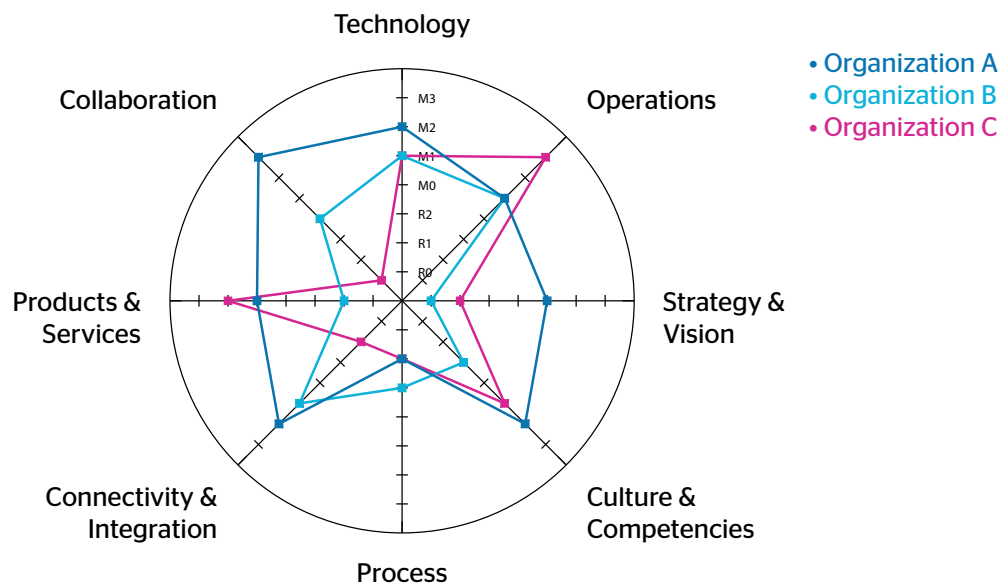 Technology
Collaboration
Operations
• Organization A
• Organization B
• Organization C
M3
M2
M1
M0
R2
R1
R0
Products &
Services
Strategy &
Vision
Connectivity &
Integration
Culture &
Competencies
Process